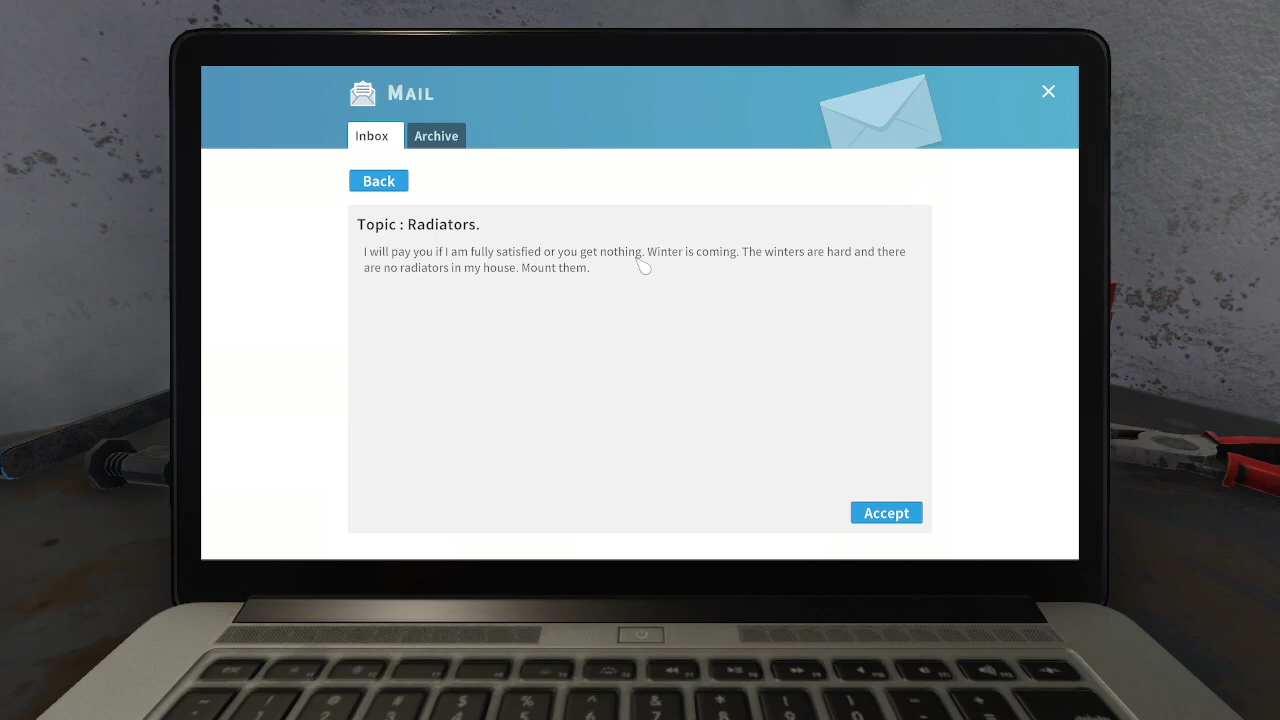 MAIL
Inbox
Archive
Back
Topic : Radiators.
I will pay you if I am fully satisfied or you get nothing. Winter is coming. The winters are hard and there
are no radiators in my house. Mount them.
Accept